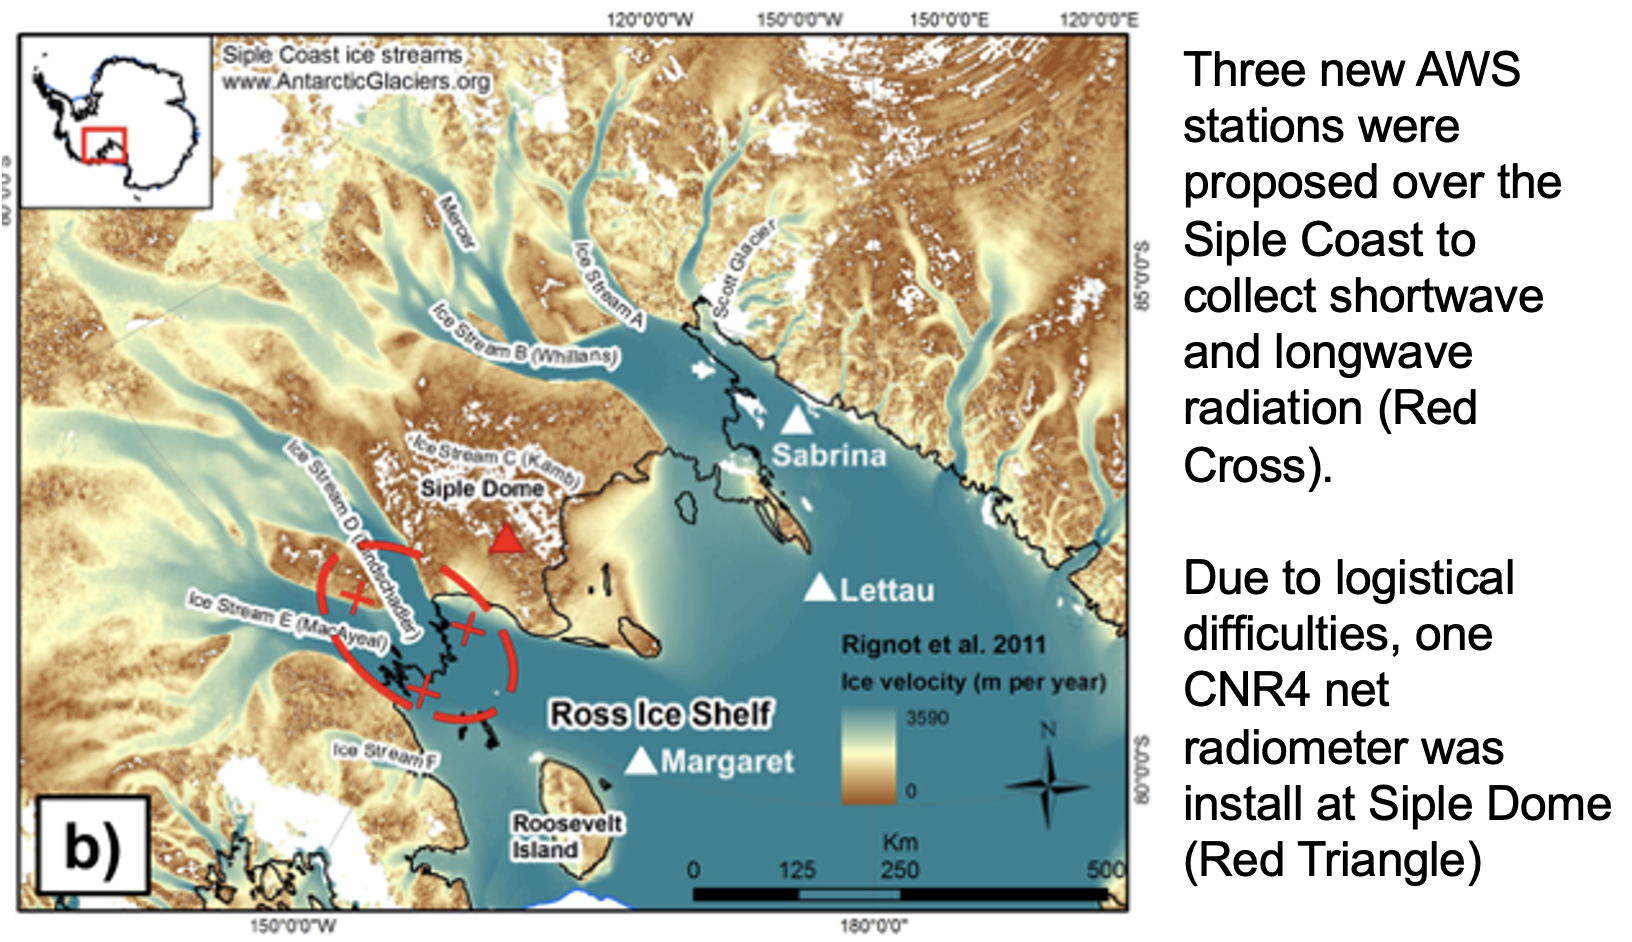 120°0'0"W 150°0'0"W 150°0'0"E 120°0'0"E
Siple Coast ice streams
www.AntarcticGlaciers.org
Mercer
Ice Stream A
Scott Glacier
85°0'0"S
Ice Stream B (Whillans)
Sabrina
Ice Stream C (Kamb)
Siple Dome
Ice Stream D (Bindschadler)
Lettau
Ice Stream E (MacAyeal)
Rignot et al. 2011
Ice velocity (m per year)
3590
0
Ross Ice Shelf
N
Ice Stream F
Margaret
80°0'0"S
Roosevelt
Island
b)
Km
0 125 250 500
150°0'0"W 180°0'0"
Three new AWS
stations were
proposed over the
Siple Coast to
collect shortwave
and longwave
radiation (Red
Cross).
Due to logistical
difficulties, one
CNR4 net
radiometer was
install at Siple Dome
(Red Triangle)